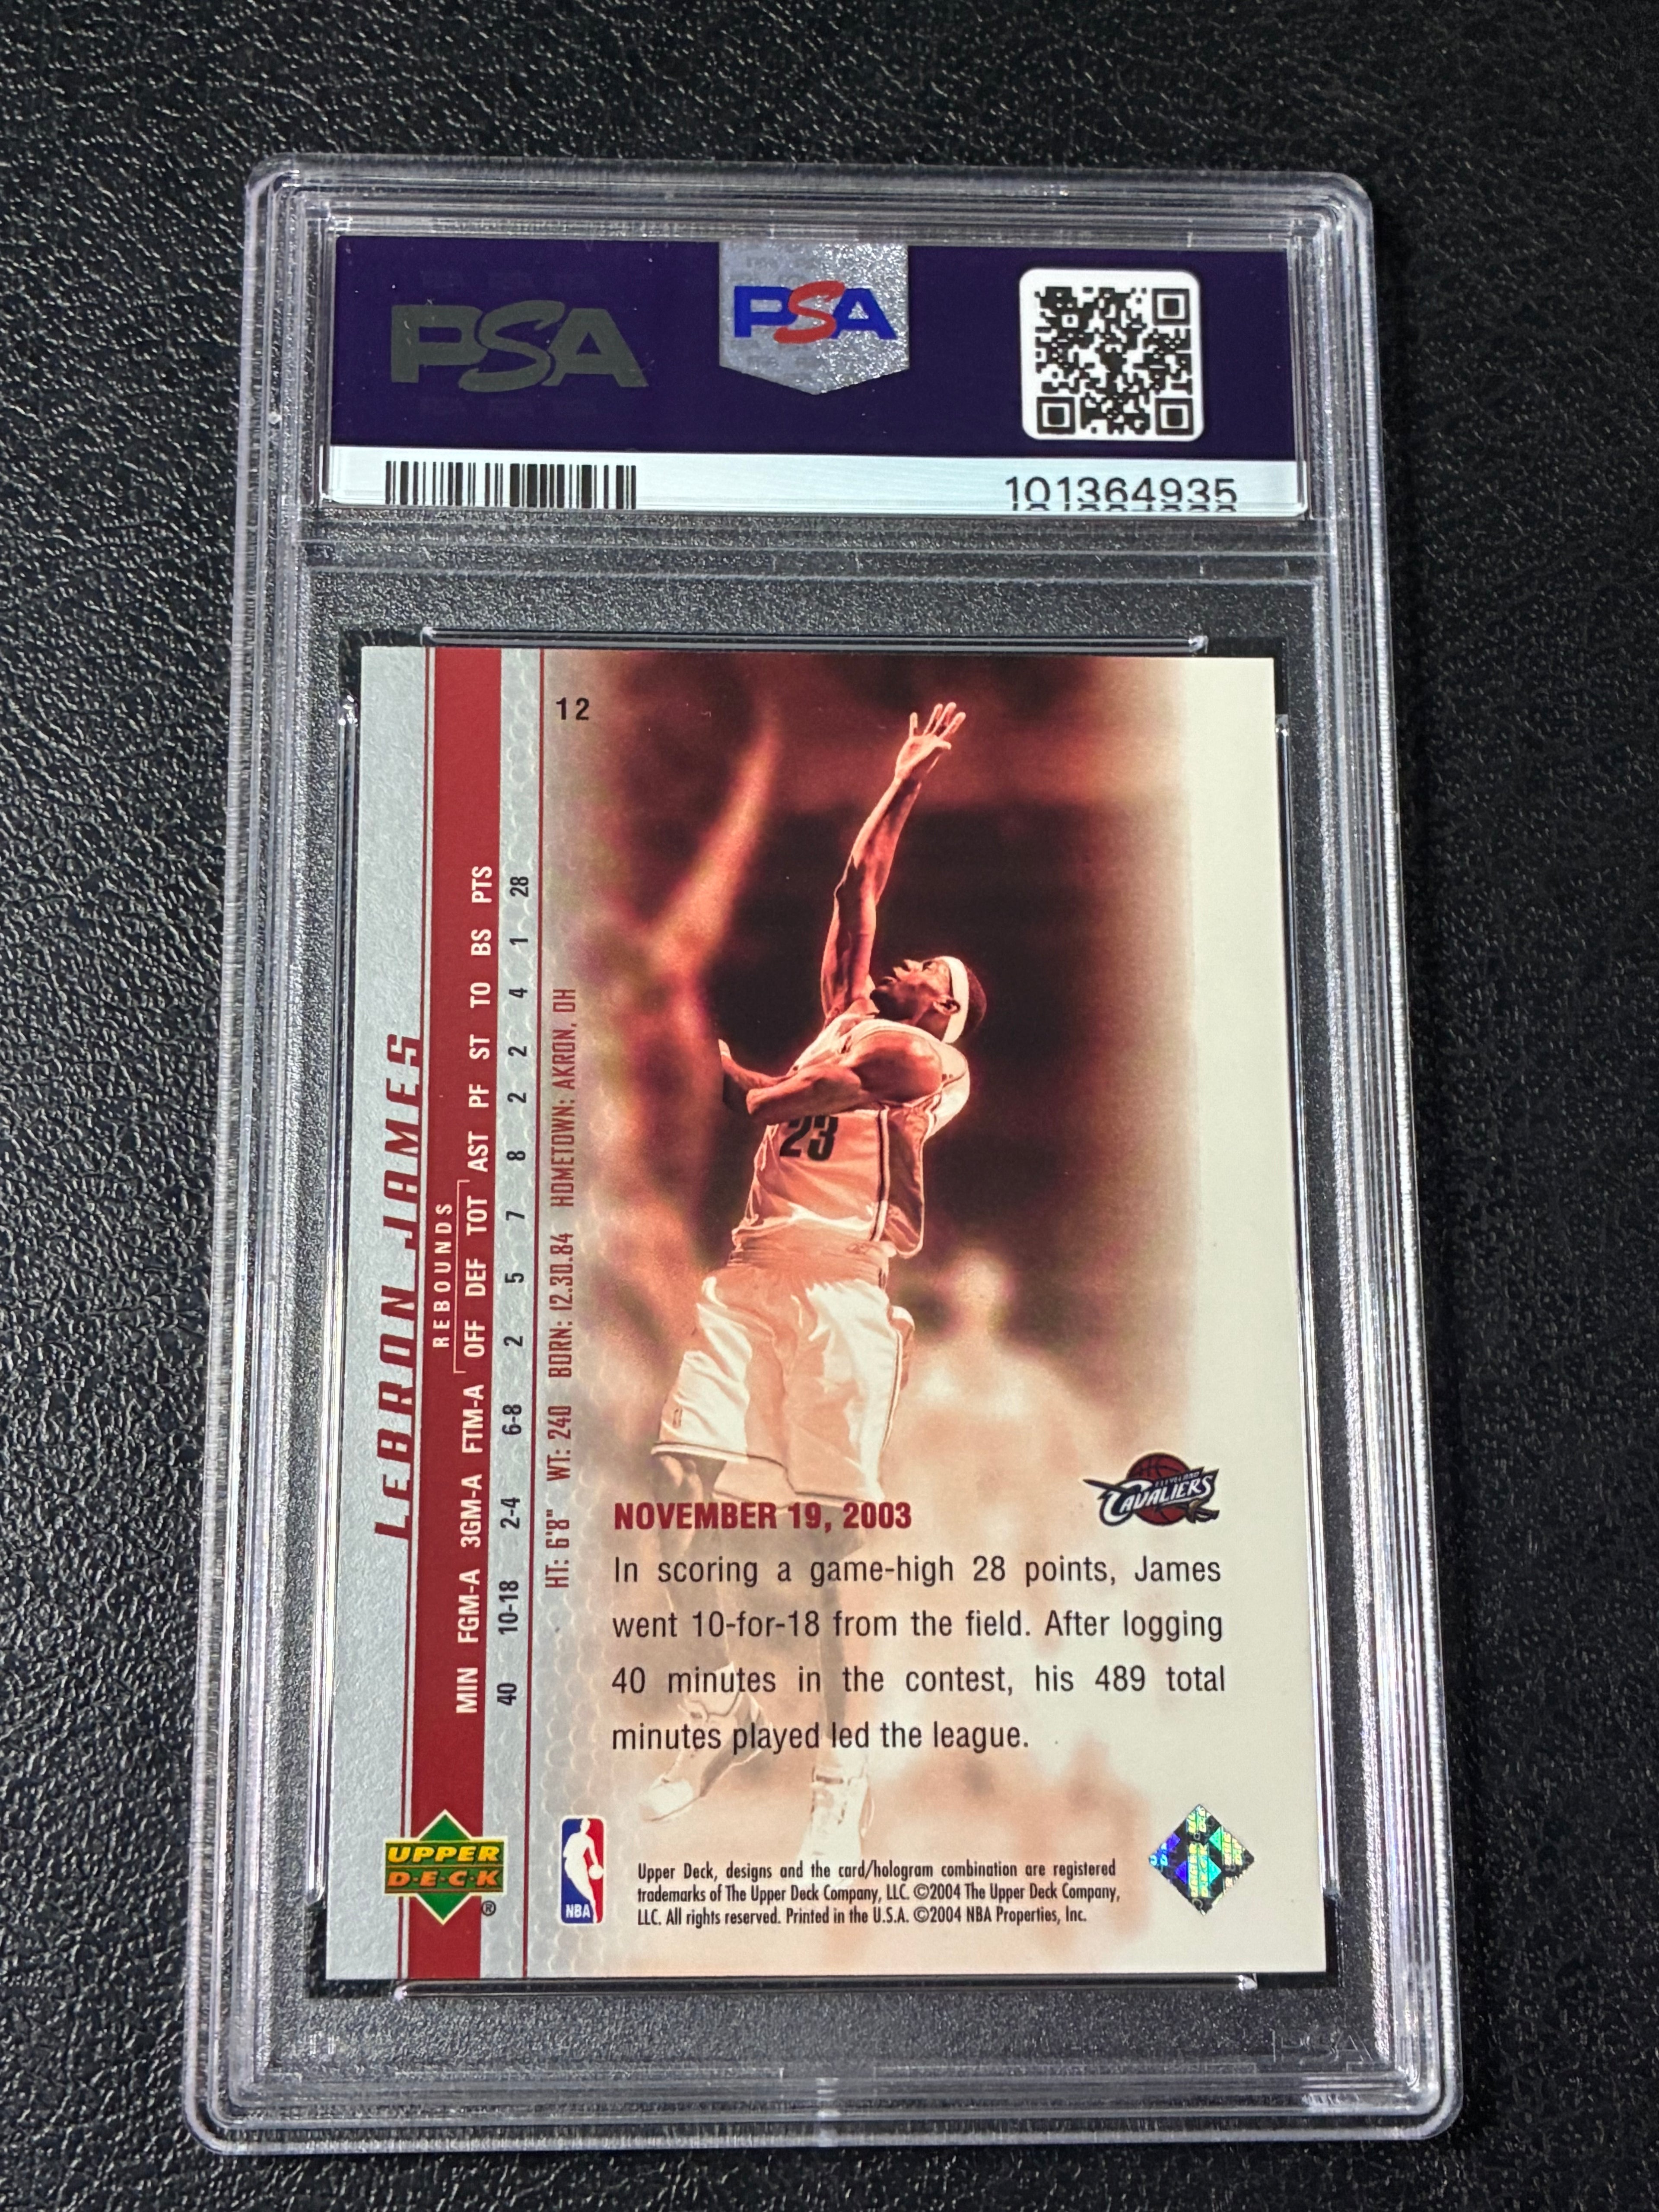 PSA
PSA
101364935
12
LEBRON JAMES
REBOUNDS
MIN FGM-A 3GM-A FTM-A OFF DEF TOT AST PF ST TO BS PTS
40 10-18 2-4 6-8 2 5 7 8 2 2 4 1 28
HT: 6'8" WT: 240 BORN: 12.30.84 HOMETOWN: AKRON, OH
23
CLEVELAND
CAVALIERS
NOVEMBER 19, 2003
In scoring a game-high 28 points, James
went 10-for-18 from the field. After logging
40 minutes in the contest, his 489 total
minutes played led the league.
UPPER
D·E·C·K
®
NBA
Upper Deck, designs and the card/hologram combination are registered
trademarks of The Upper Deck Company, LLC. ©2004 The Upper Deck Company,
LLC. All rights reserved. Printed in the U.S.A. ©2004 NBA Properties, Inc.
PSA